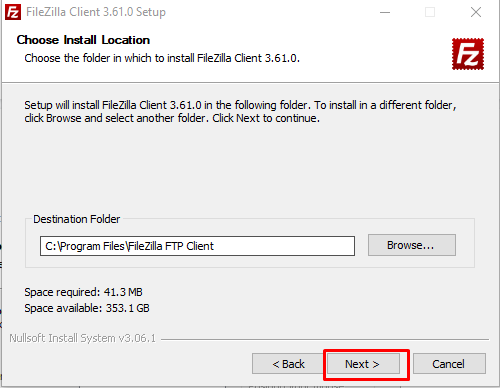 FileZilla Client 3.61.0 Setup
Choose Install Location
Choose the folder in which to install FileZilla Client 3.61.0.
Fz
Setup will install FileZilla Client 3.61.0 in the following folder. To install in a different folder,
click Browse and select another folder. Click Next to continue.
Destination Folder
C:\Program Files\FileZilla FTP Client
Browse...
Space required: 41.3 MB
Space available: 353.1 GB
Nullsoft Install System v3.06.1
< Back
Next >
Cancel